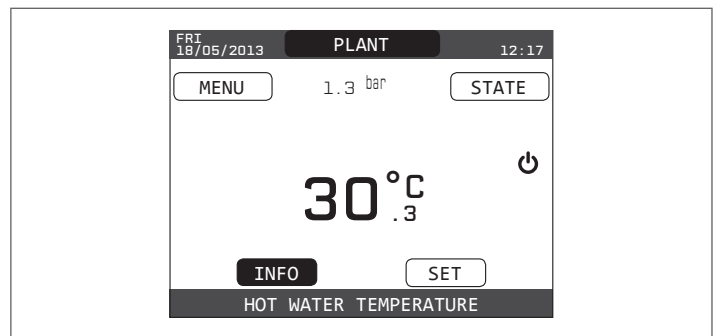 FRI
18/05/2013 PLANT 12:17
MENU 1.3 bar STATE
30.3 °C
INFO SET
HOT WATER TEMPERATURE